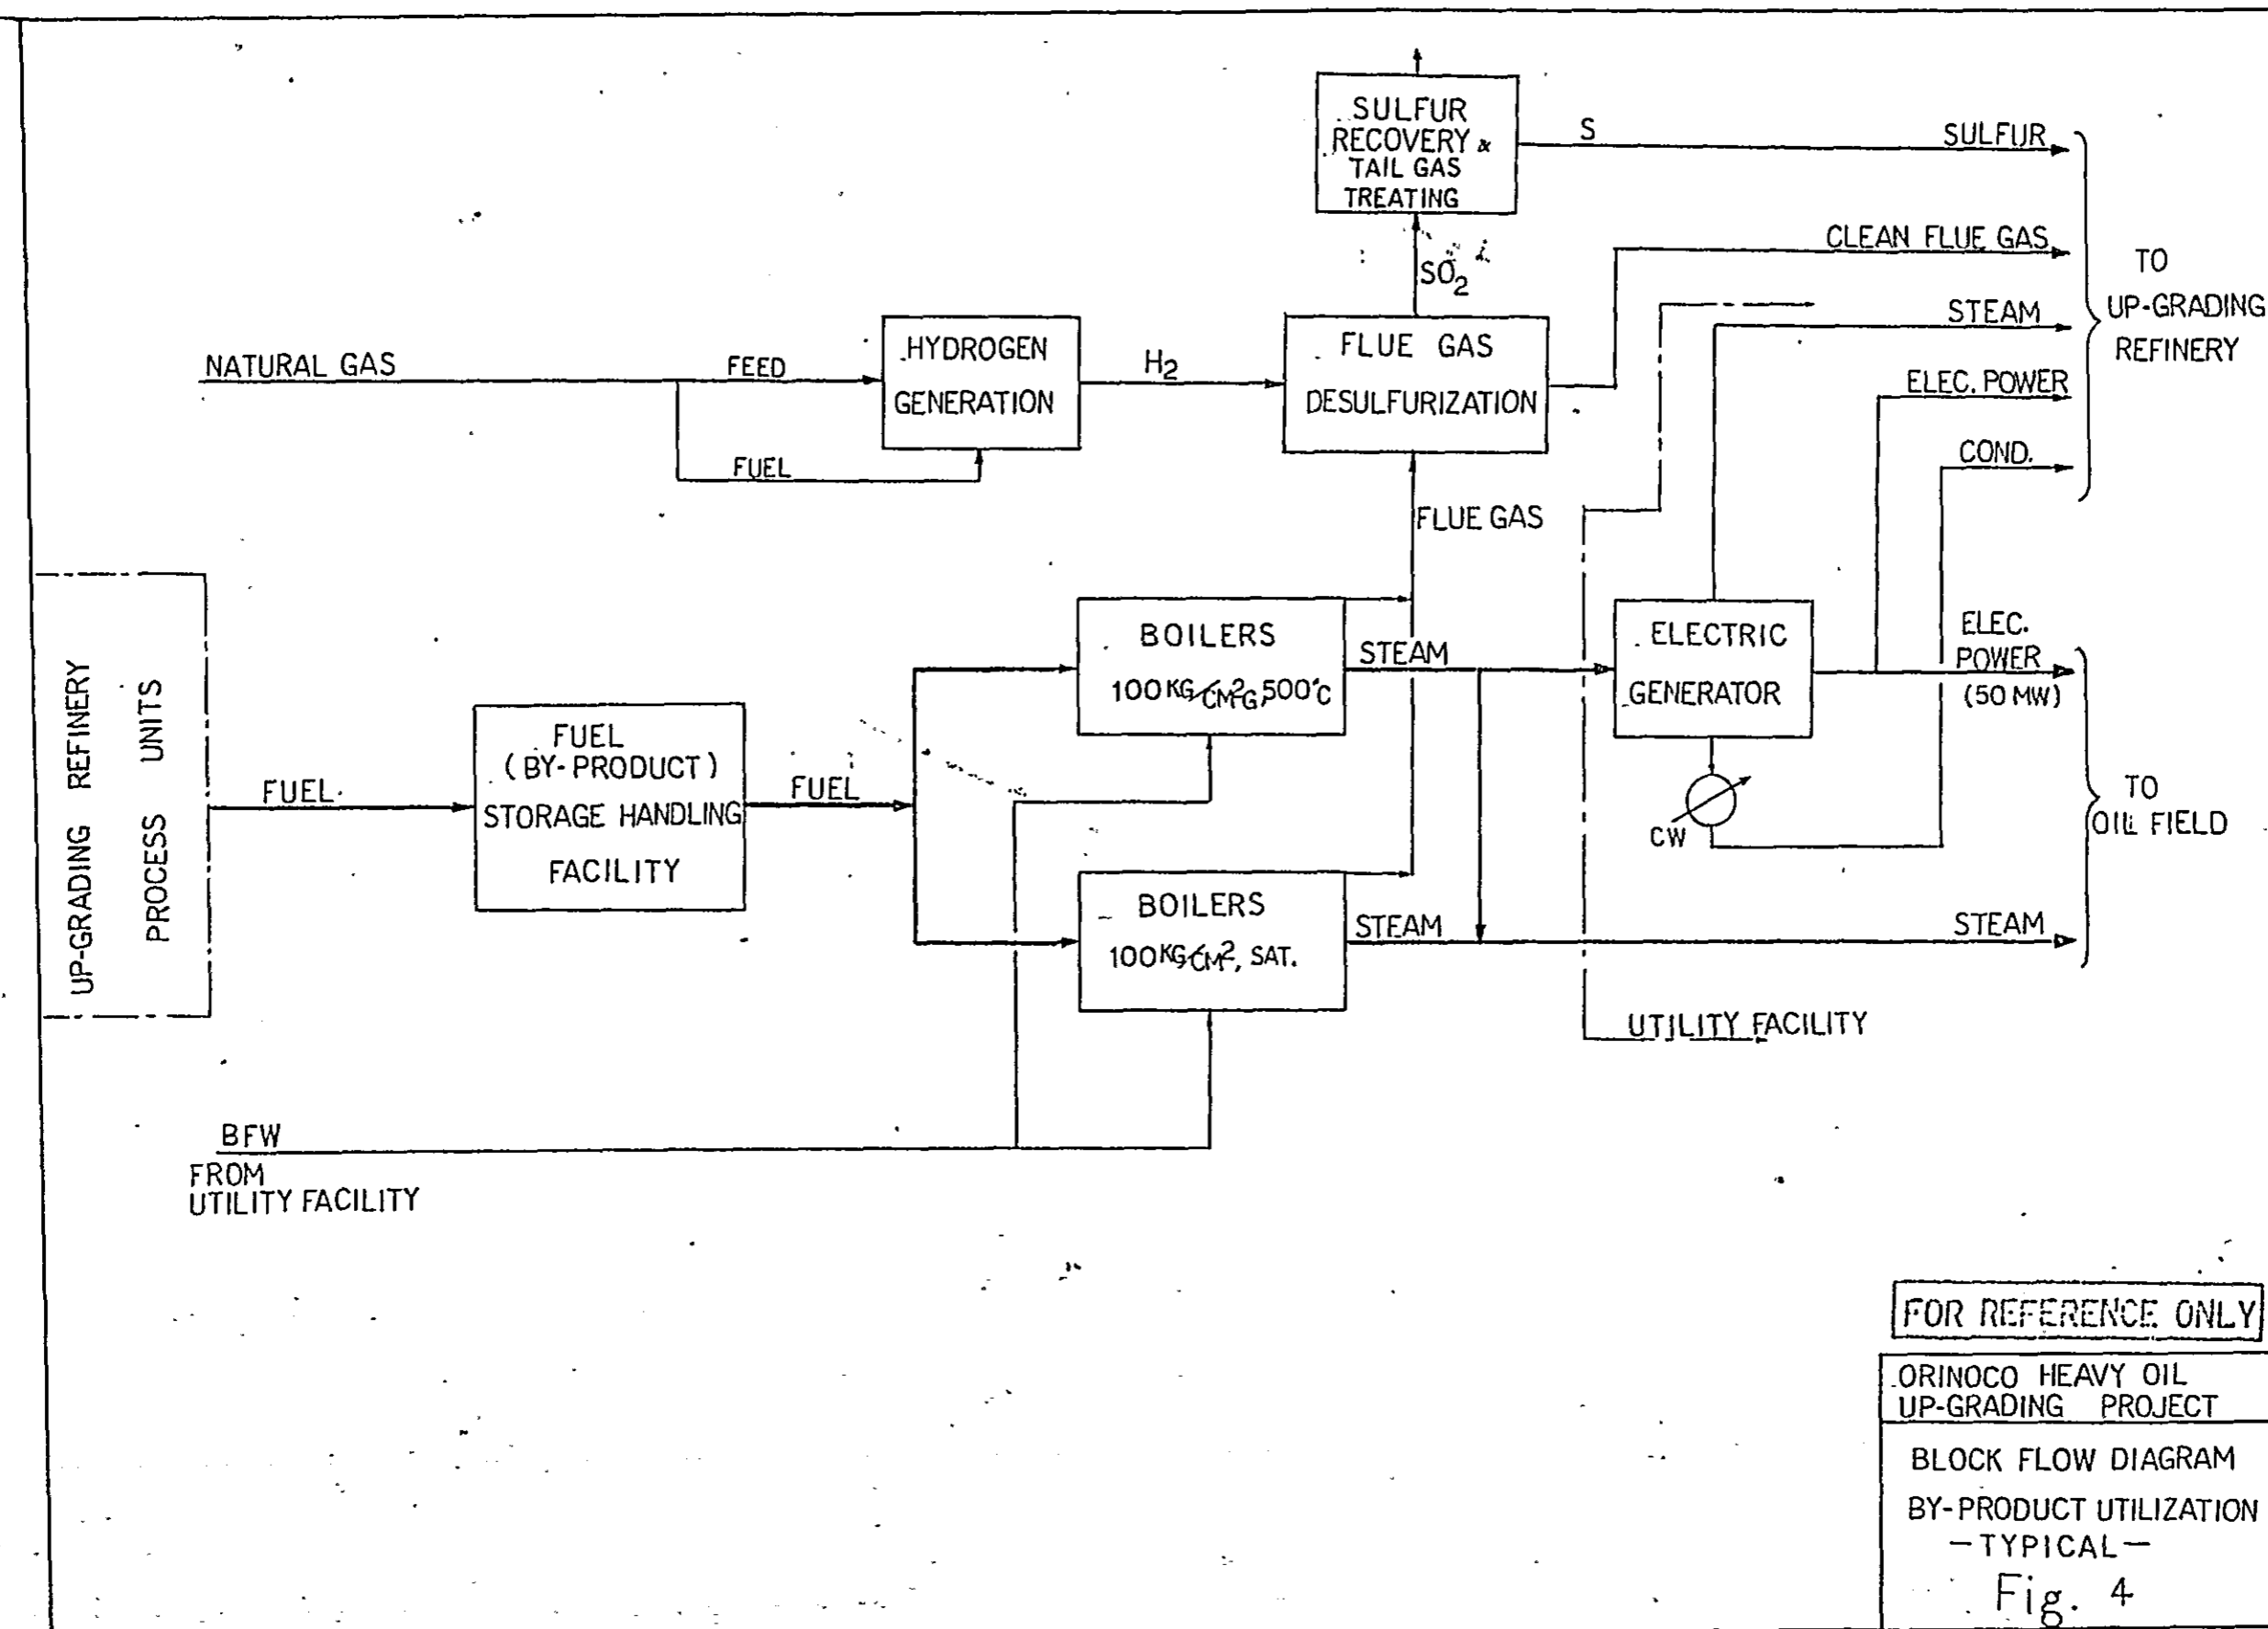 SULFUR
RECOVERY &
TAIL GAS
TREATING
S
SULFUR
CLEAN FLUE GAS
SO2
STEAM
TO
UP-GRADING
REFINERY
NATURAL GAS
FEED
FUEL
HYDROGEN
GENERATION
H2
FLUE GAS
DESULFURIZATION
ELEC. POWER
COND.
FLUE GAS
UP-GRADING REFINERY
PROCESS UNITS
FUEL
FUEL
(BY-PRODUCT)
STORAGE HANDLING
FACILITY
FUEL
BOILERS
100 KG/CM2G, 500°C
STEAM
ELECTRIC
GENERATOR
CW
ELEC.
POWER
(50 MW)
TO
OIL FIELD
BOILERS
100 KG/CM2, SAT.
STEAM
STEAM
UTILITY FACILITY
BFW
FROM
UTILITY FACILITY
FOR REFERENCE ONLY
ORINOCO HEAVY OIL
UP-GRADING PROJECT
BLOCK FLOW DIAGRAM
BY-PRODUCT UTILIZATION
-TYPICAL-
Fig. 4